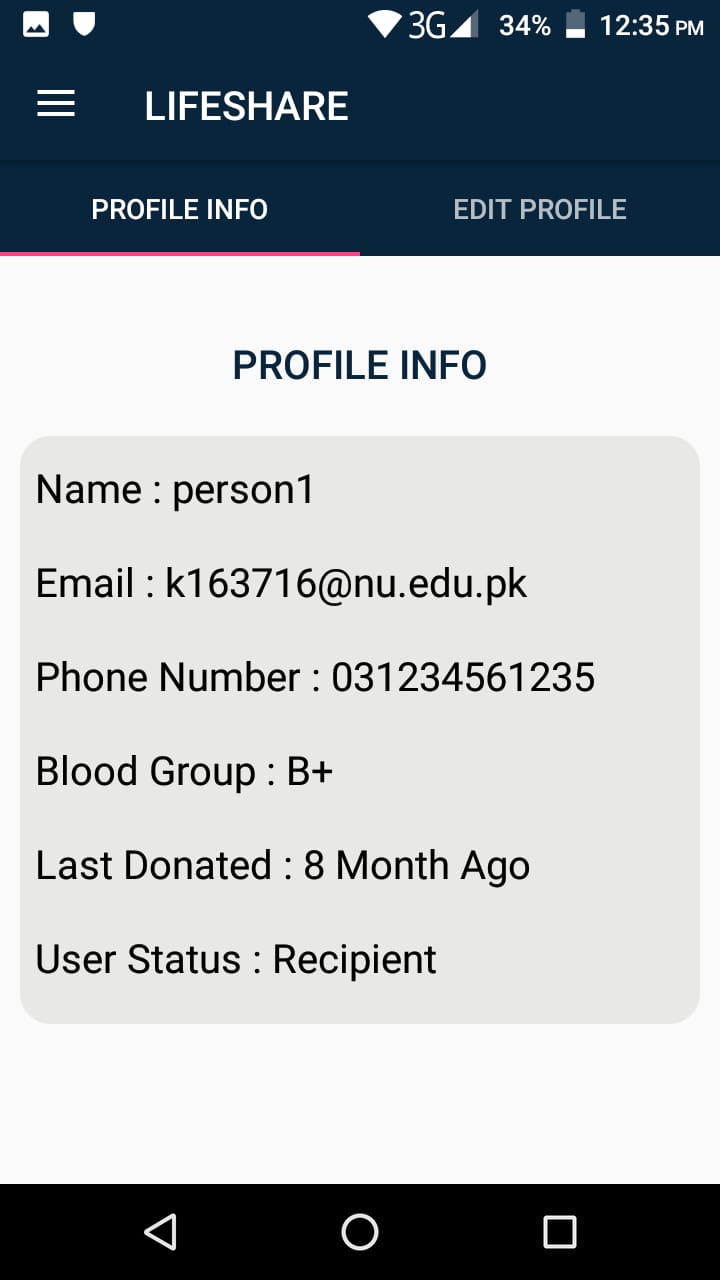 3G 34% 12:35 PM
LIFESHARE
PROFILE INFO EDIT PROFILE
PROFILE INFO
Name : person1
Email : k163716@nu.edu.pk
Phone Number : 031234561235
Blood Group : B+
Last Donated : 8 Month Ago
User Status : Recipient